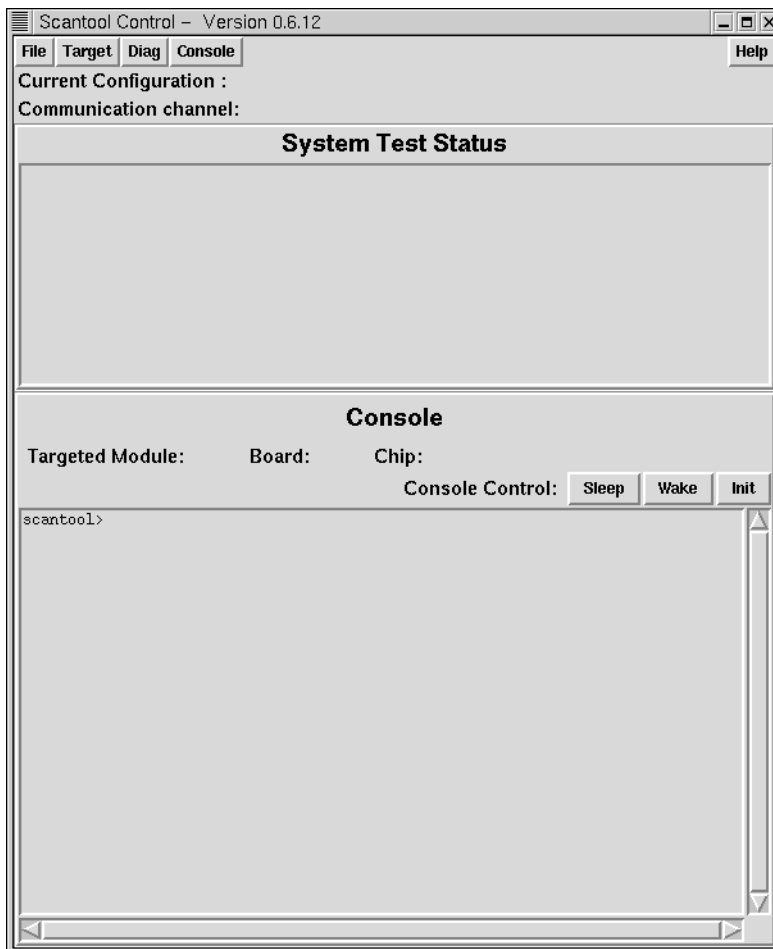 Scantool Control – Version 0.6.12
File Target Diag Console Help
Current Configuration :
Communication channel:
System Test Status
Console
Targeted Module: Board: Chip:
Console Control: Sleep Wake Init
scantool>